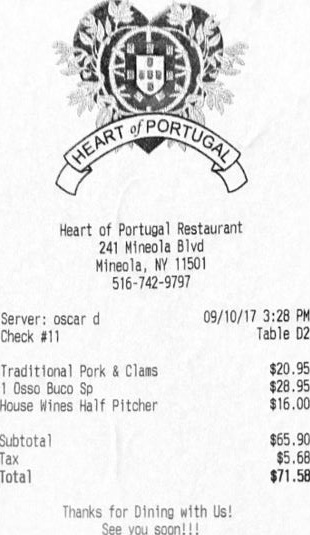 HEART of PORTUGAL
Heart of Portugal Restaurant
241 Mineola Blvd
Mineola, NY 11501
516-742-9797
Server: oscar d 09/10/17 3:28 PM
Check #11 Table D2
Traditional Pork & Clams $20.95
1 Osso Buco Sp $28.95
House Wines Half Pitcher $16.00
Subtotal $65.90
Tax $5.68
Total $71.58
Thanks for Dining with Us!
See you soon!!!